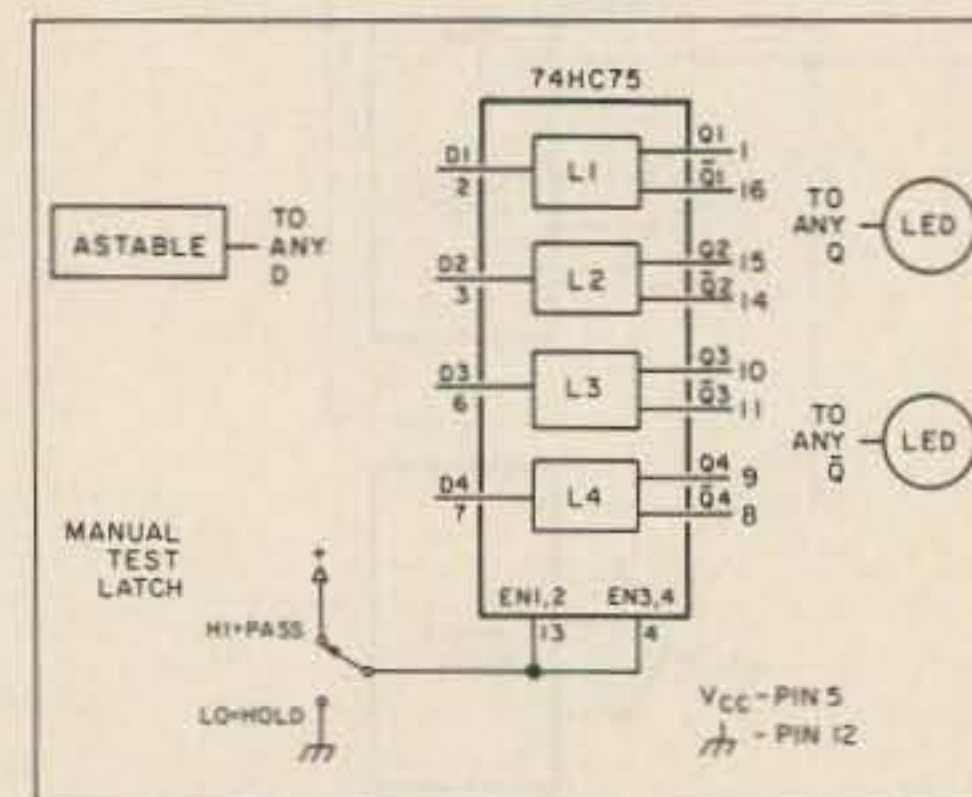 74HC75
ASTABLE
TO
ANY
D
D1
2
L1
Q1
1
Q̄1
16
D2
3
L2
Q2
15
Q̄2
14
D3
6
L3
Q3
10
Q̄3
11
D4
7
L4
Q4
9
Q̄4
8
TO
ANY
Q
LED
TO
ANY
Q̄
LED
EN1,2
EN3,4
13
4
MANUAL
TEST
LATCH
+
HI=PASS
LO=HOLD
VCC - PIN 5
- PIN 12